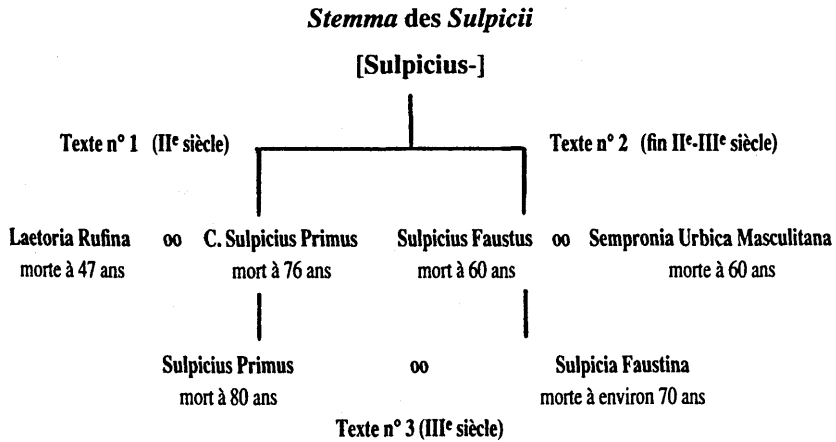 Stemma des Sulpicii
[Sulpicius-]
Texte n° 1 (IIe siècle) Texte n° 2 (fin IIe-IIIe siècle)
Laetoria Rufina oo C. Sulpicius Primus Sulpicius Faustus oo Sempronia Urbica Masculitana
morte à 47 ans mort à 76 ans mort à 60 ans morte à 60 ans
Sulpicius Primus oo Sulpicia Faustina
mort à 80 ans morte à environ 70 ans
Texte n° 3 (IIIe siècle)